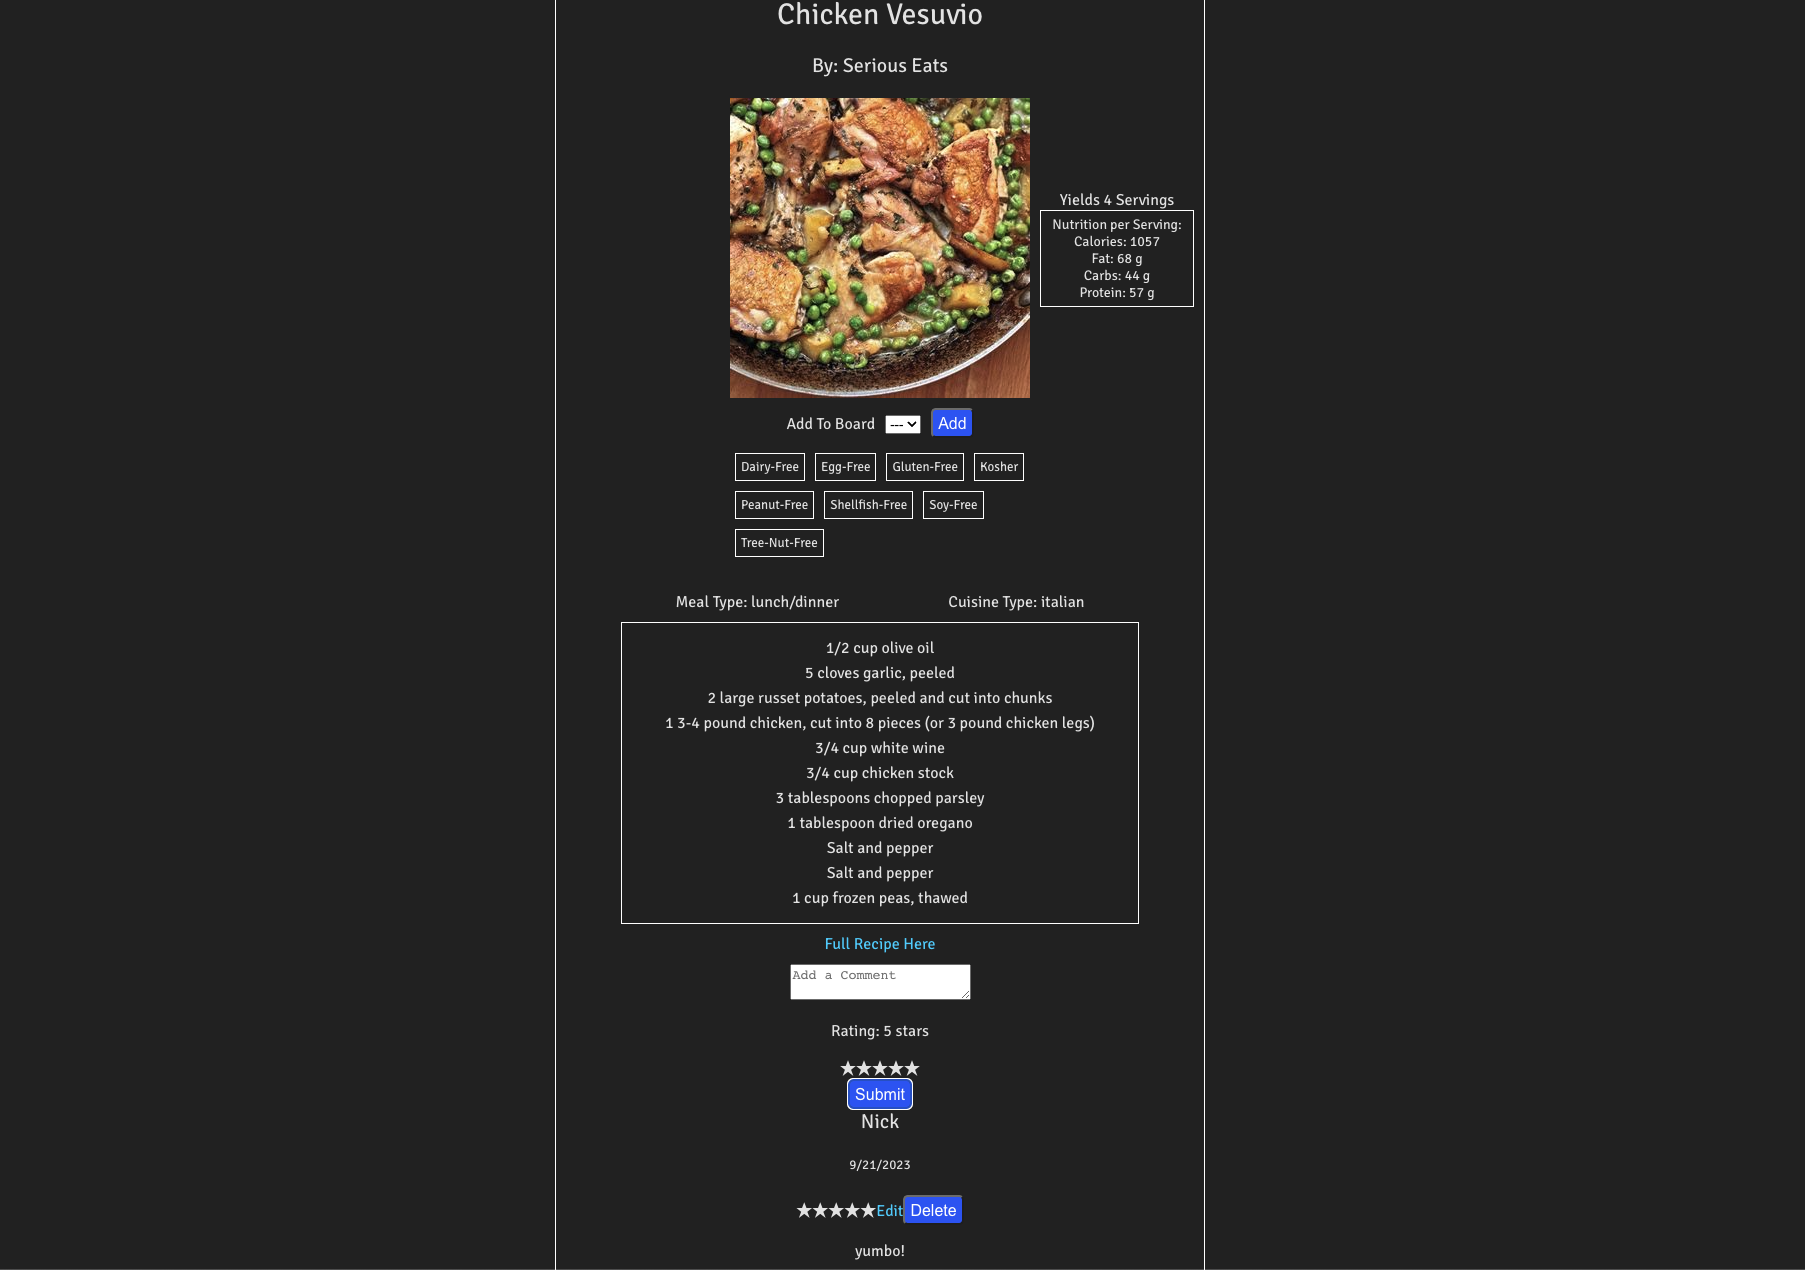 Chicken Vesuvio
By: Serious Eats
Yields 4 Servings
Nutrition per Serving:
Calories: 1057
Fat: 68 g
Carbs: 44 g
Protein: 57 g
Add To Board --- Add
Dairy-Free Egg-Free Gluten-Free Kosher
Peanut-Free Shellfish-Free Soy-Free
Tree-Nut-Free
Meal Type: lunch/dinner Cuisine Type: italian
1/2 cup olive oil
5 cloves garlic, peeled
2 large russet potatoes, peeled and cut into chunks
1 3-4 pound chicken, cut into 8 pieces (or 3 pound chicken legs)
3/4 cup white wine
3/4 cup chicken stock
3 tablespoons chopped parsley
1 tablespoon dried oregano
Salt and pepper
Salt and pepper
1 cup frozen peas, thawed
Full Recipe Here
Add a Comment
Rating: 5 stars
★★★★★
Submit
Nick
9/21/2023
★★★★★Edit Delete
yumbo!